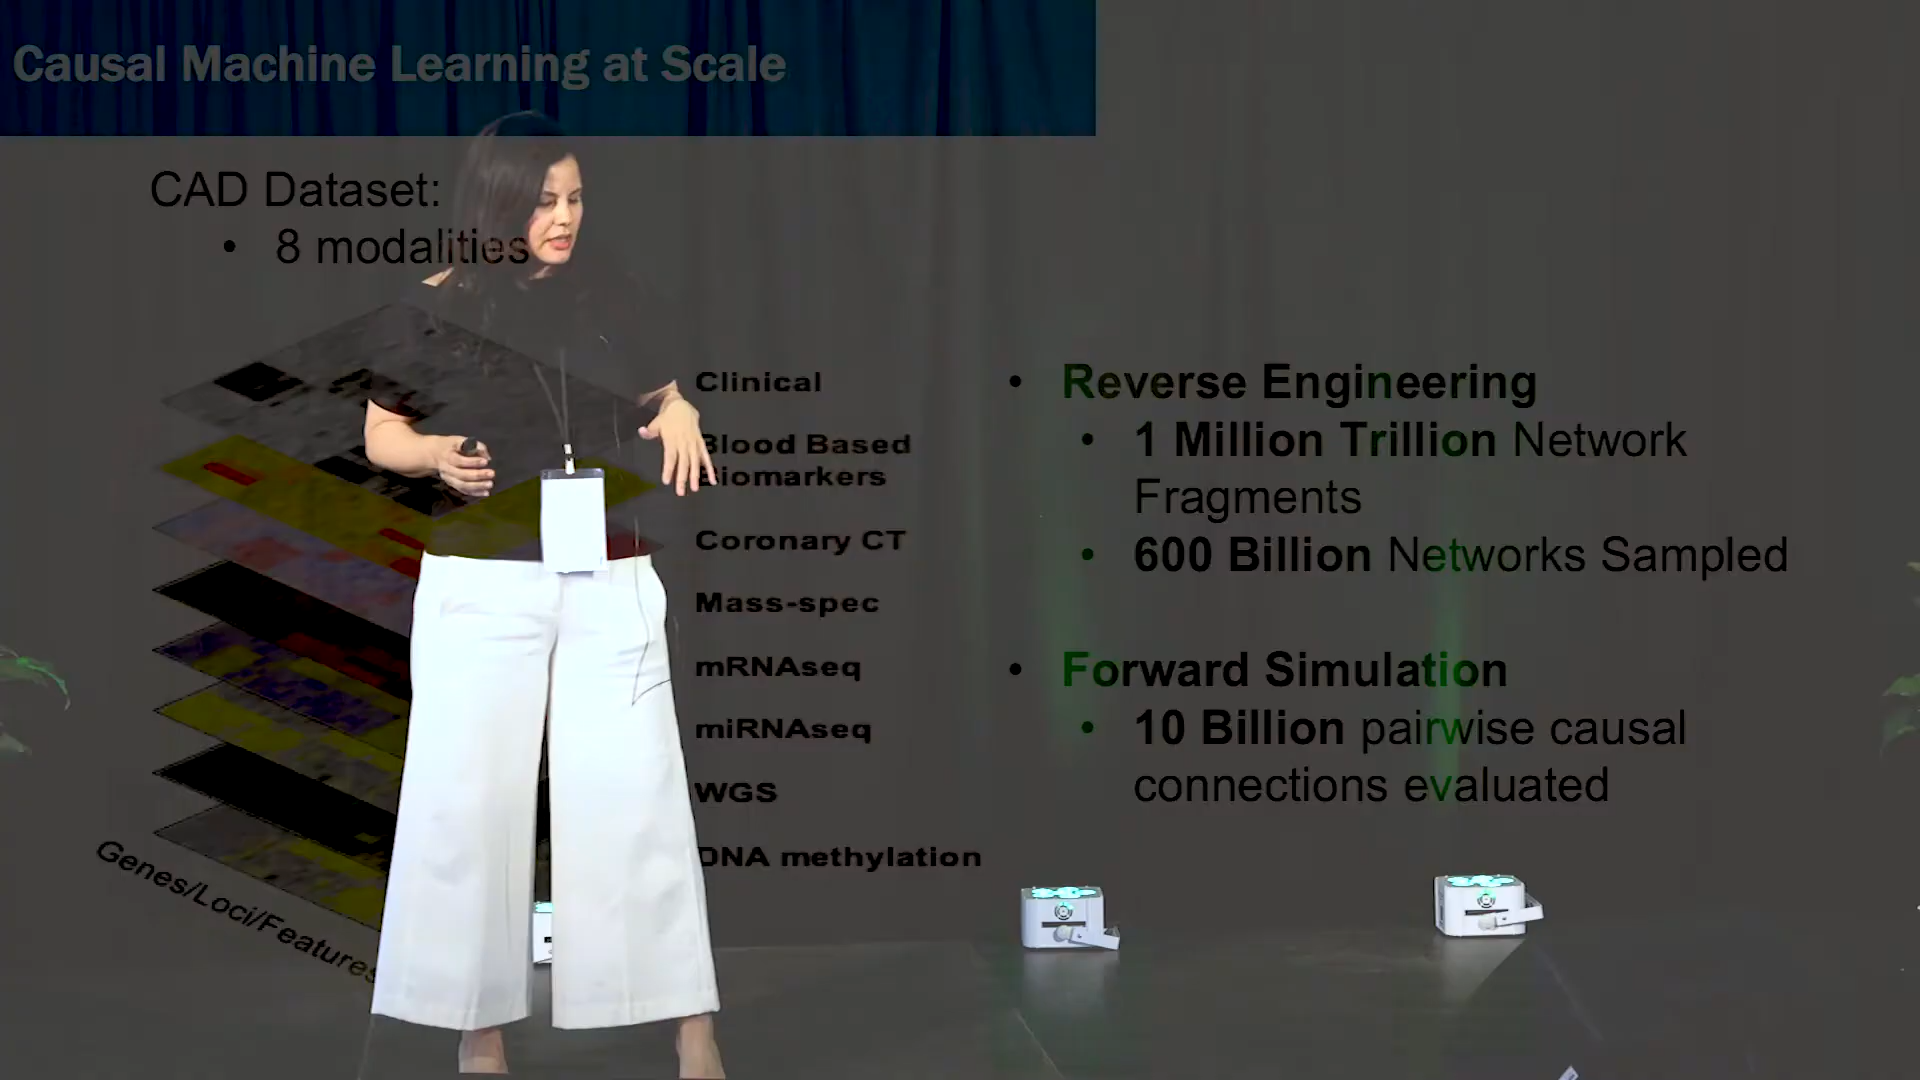 Causal Machine Learning at Scale
CAD Dataset:
• 8 modalities
Clinical
Blood Based
Biomarkers
Coronary CT
Mass-spec
mRNAseq
miRNAseq
WGS
DNA methylation
Genes/Loci/Features
• Reverse Engineering
• 1 Million Trillion Network
Fragments
• 600 Billion Networks Sampled
• Forward Simulation
• 10 Billion pairwise causal
connections evaluated